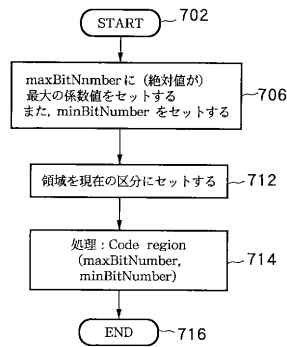 START
702
maxBitNnmberに（絶対値が）
最大の係数値をセットする
また，minBitNumber をセットする
706
領域を現在の区分にセットする
712
処理：Code region
(maxBitNumber,
minBitNumber)
714
END
716